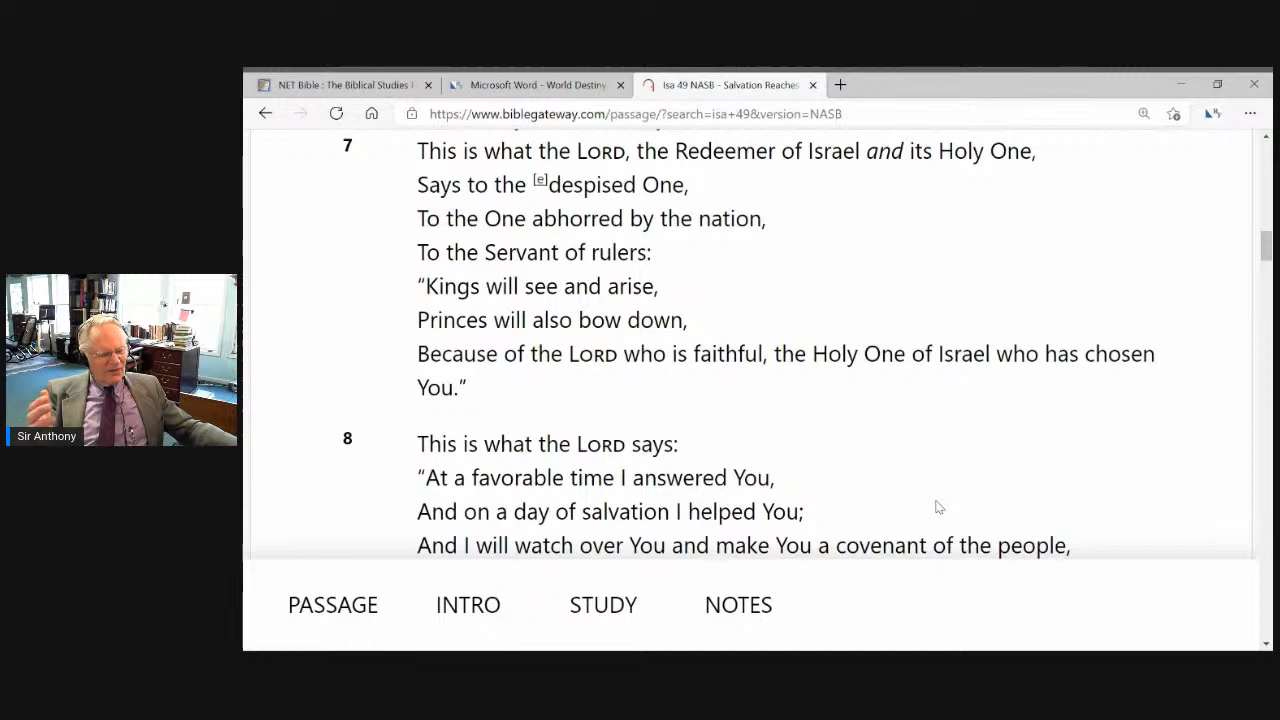 NET Bible : The Biblical Studies
Microsoft Word - World Destiny.
Isa 49 NASB - Salvation Reaches
https://www.biblegateway.com/passage/?search=isa+49&version=NASB
7 This is what the LORD, the Redeemer of Israel and its Holy One,
Says to the [e]despised One,
To the One abhorred by the nation,
To the Servant of rulers:
“Kings will see and arise,
Princes will also bow down,
Because of the LORD who is faithful, the Holy One of Israel who has chosen
You.”
8 This is what the LORD says:
“At a favorable time I answered You,
And on a day of salvation I helped You;
And I will watch over You and make You a covenant of the people,
PASSAGE INTRO STUDY NOTES
Sir Anthony